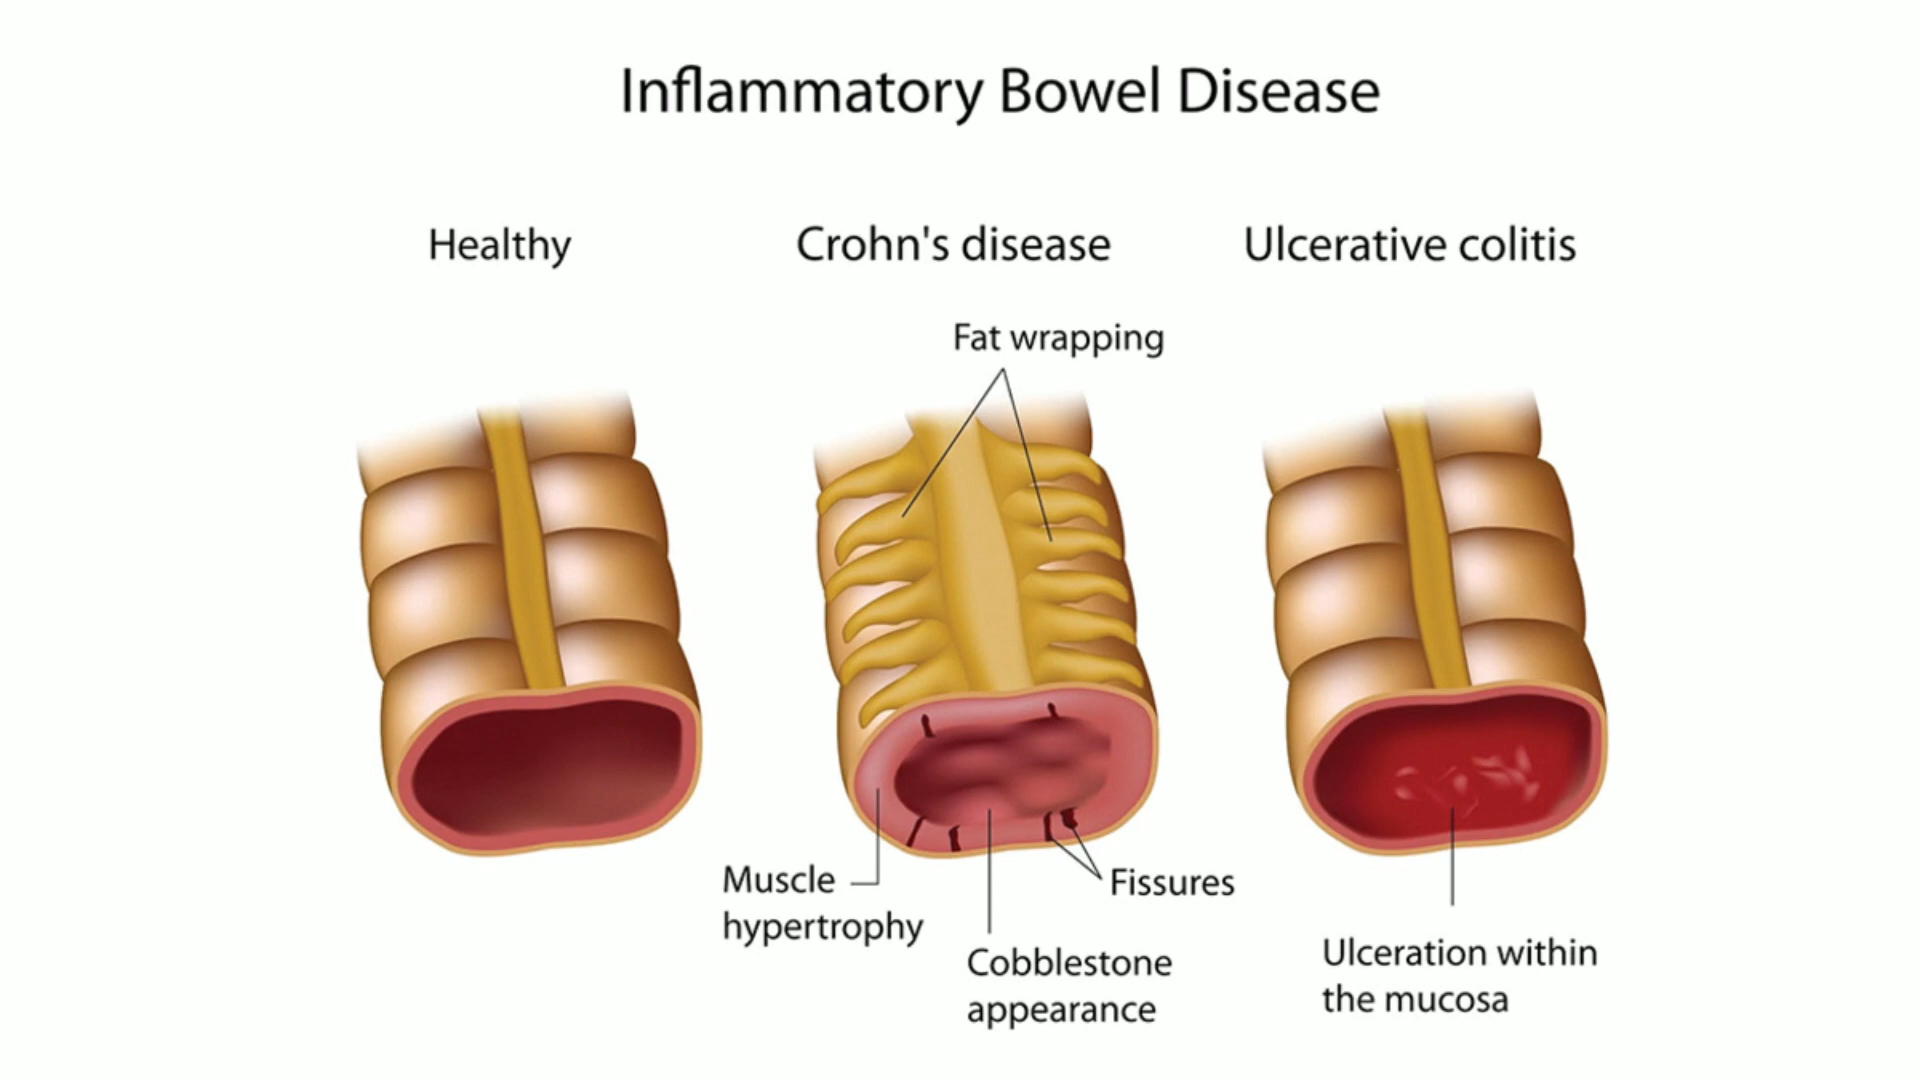 Inflammatory Bowel Disease
Healthy
Crohn's disease
Ulcerative colitis
Fat wrapping
Muscle
hypertrophy
Fissures
Cobblestone
appearance
Ulceration within
the mucosa